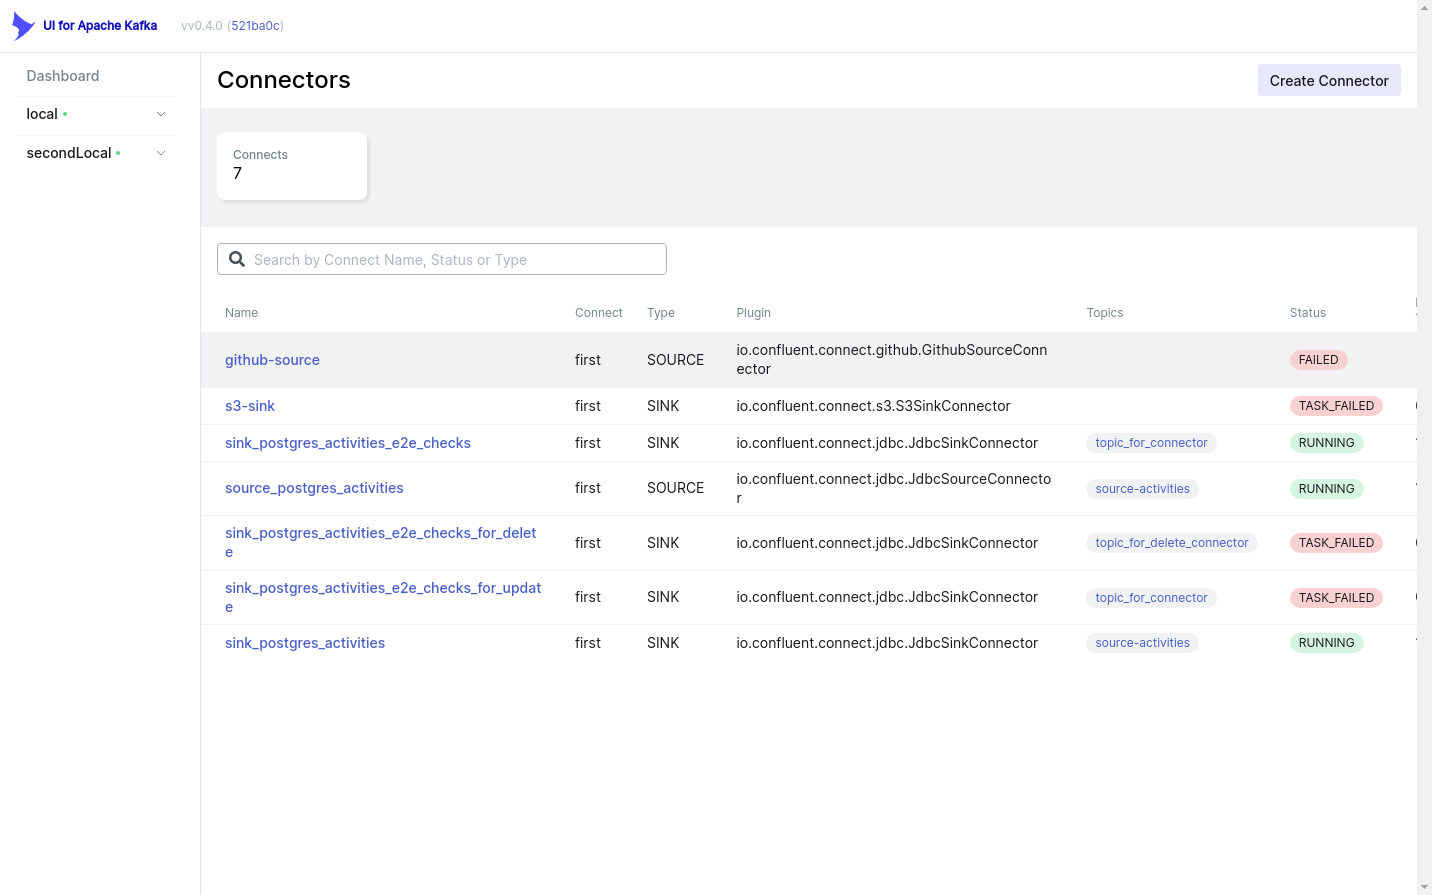 UI for Apache Kafka
vv0.4.0 (521ba0c)
Dashboard
local
secondLocal
Connectors
Create Connector
Connects
7
Search by Connect Name, Status or Type
Name Connect Type Plugin Topics Status
github-source first SOURCE io.confluent.connect.github.GithubSourceConn
ector FAILED
s3-sink first SINK io.confluent.connect.s3.S3SinkConnector TASK_FAILED
sink_postgres_activities_e2e_checks first SINK io.confluent.connect.jdbc.JdbcSinkConnector topic_for_connector RUNNING
source_postgres_activities first SOURCE io.confluent.connect.jdbc.JdbcSourceConnecto
r source-activities RUNNING
sink_postgres_activities_e2e_checks_for_delet
e first SINK io.confluent.connect.jdbc.JdbcSinkConnector topic_for_delete_connector TASK_FAILED
sink_postgres_activities_e2e_checks_for_updat
e first SINK io.confluent.connect.jdbc.JdbcSinkConnector topic_for_connector TASK_FAILED
sink_postgres_activities first SINK io.confluent.connect.jdbc.JdbcSinkConnector source-activities RUNNING